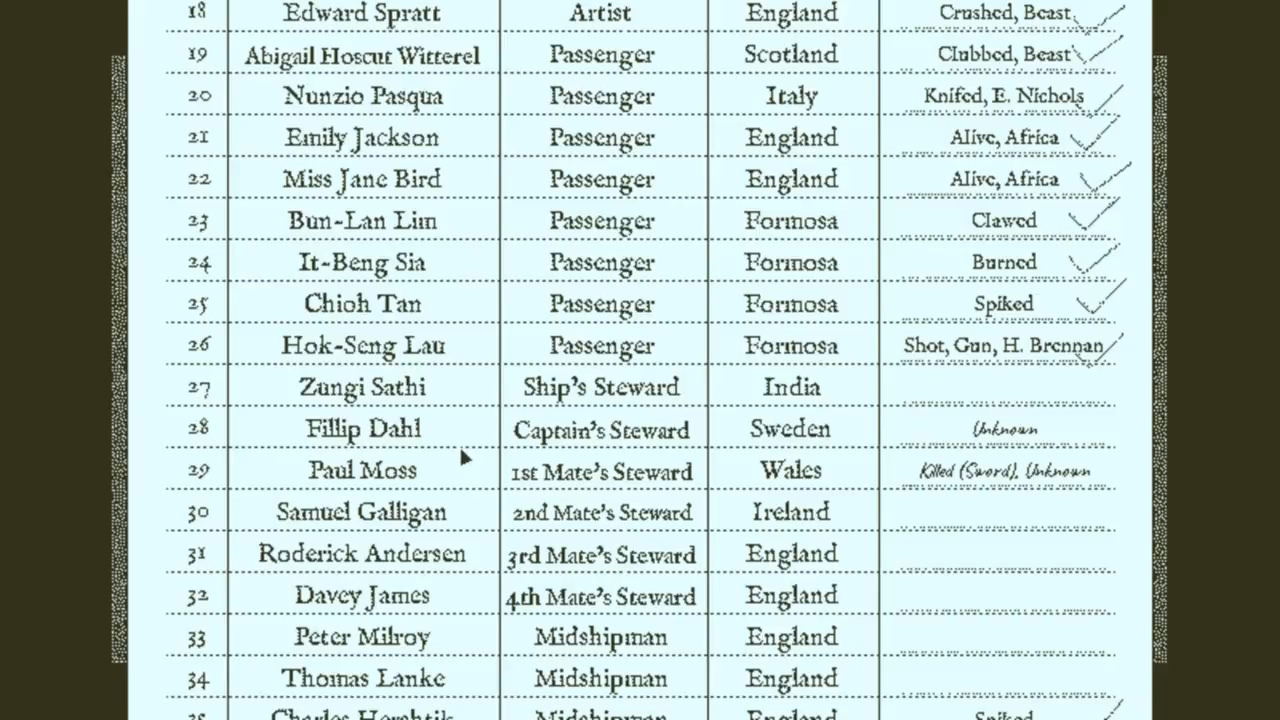 18 Edward Spratt Artist England Crushed, Beast
19 Abigail Hoscut Witterel Passenger Scotland Clubbed, Beast
20 Nunzio Pasqua Passenger Italy Knifed, E. Nichols
21 Emily Jackson Passenger England Alive, Africa
22 Miss Jane Bird Passenger England Alive, Africa
23 Bun-Lan Lim Passenger Formosa Clawed
24 It-Beng Sia Passenger Formosa Burned
25 Chioh Tan Passenger Formosa Spiked
26 Hok-Seng Lau Passenger Formosa Shot, Gun, H. Brennan
27 Zungi Sathi Ship's Steward India
28 Fillip Dahl Captain's Steward Sweden Unknown
29 Paul Moss 1st Mate's Steward Wales Killed (Sword), Unknown
30 Samuel Galligan 2nd Mate's Steward Ireland
31 Roderick Andersen 3rd Mate's Steward England
32 Davey James 4th Mate's Steward England
33 Peter Milroy Midshipman England
34 Thomas Lanke Midshipman England
35 Charles Hershtik Midshipman England Spiked